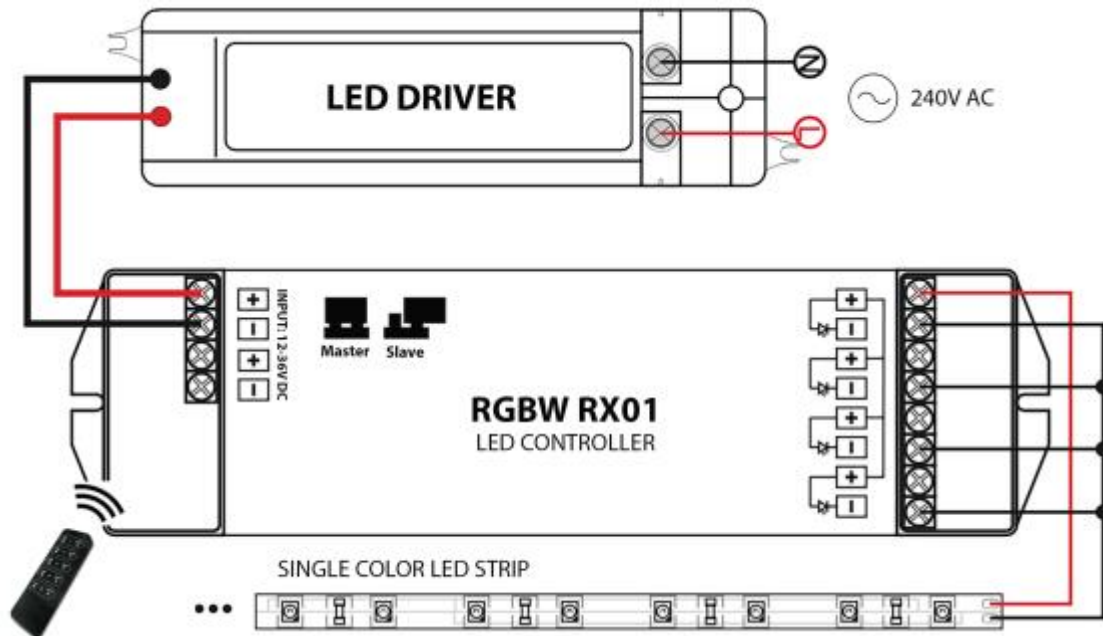 LED DRIVER
N
L
240V AC
+
−
+
−
INPUT: 12-36V DC
Master Slave
RGBW RX01
LED CONTROLLER
+
−
+
−
+
−
+
−
SINGLE COLOR LED STRIP
...